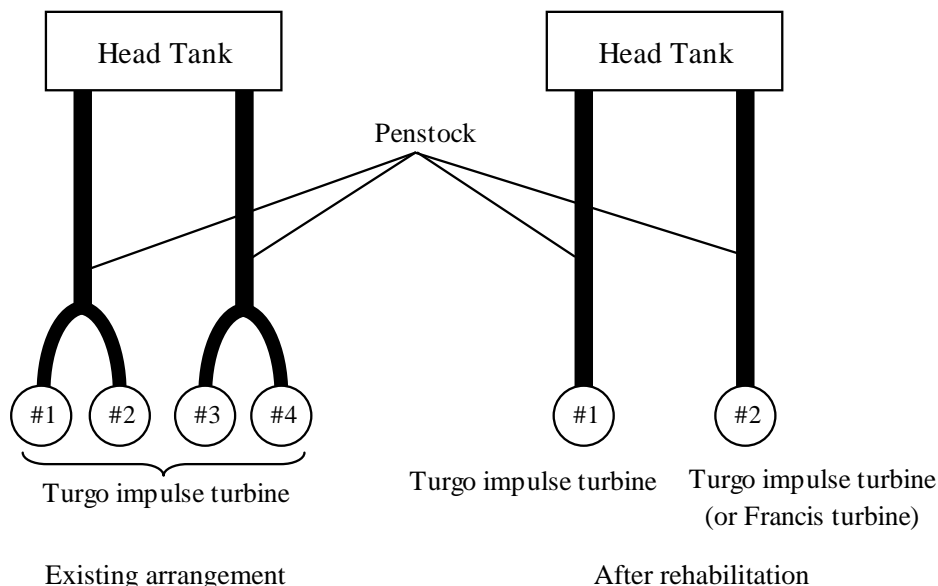 Head Tank
Head Tank
Penstock
#1
#2
#3
#4
#1
#2
Turgo impulse turbine
Turgo impulse turbine
Turgo impulse turbine
(or Francis turbine)
Existing arrangement
After rehabilitation